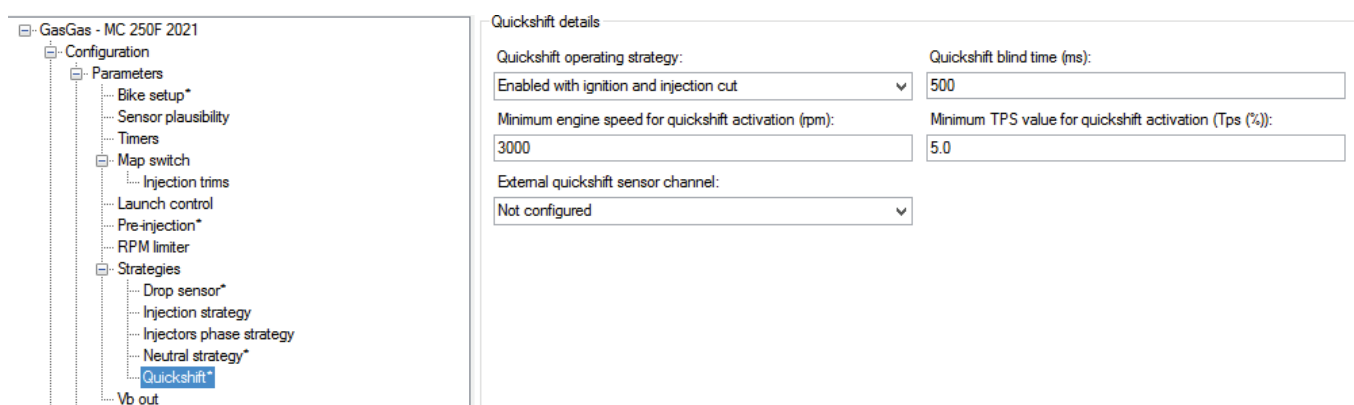 GasGas - MC 250F 2021
Configuration
Parameters
Bike setup*
Sensor plausibility
Timers
Map switch
Injection trims
Launch control
Pre-injection*
RPM limiter
Strategies
Drop sensor*
Injection strategy
Injectors phase strategy
Neutral strategy*
Quickshift*
Vb out
Quickshift details
Quickshift operating strategy:
Enabled with ignition and injection cut
Quickshift blind time (ms):
500
Minimum engine speed for quickshift activation (rpm):
3000
Minimum TPS value for quickshift activation (Tps (%)):
5.0
External quickshift sensor channel:
Not configured